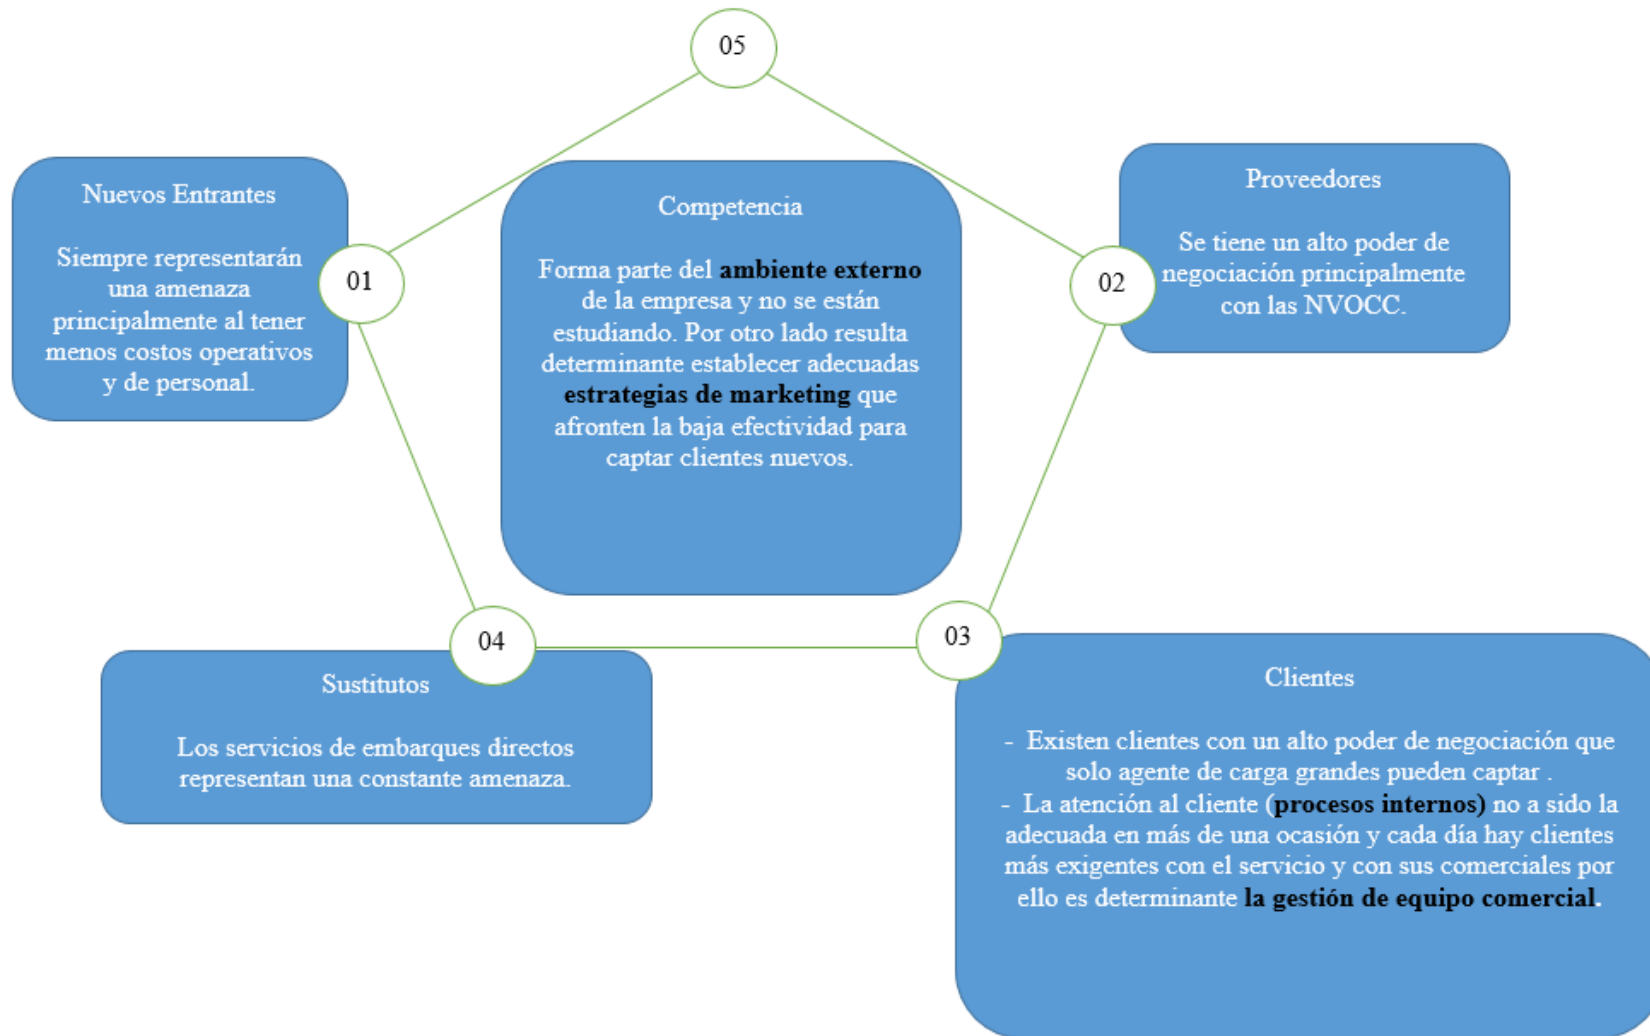 05
Nuevos Entrantes
Siempre representarán
una amenaza
principalmente al tener
menos costos operativos
y de personal.
01
Competencia
Forma parte del ambiente externo
de la empresa y no se están
estudiando. Por otro lado resulta
determinante establecer adecuadas
estrategias de marketing que
afronten la baja efectividad para
captar clientes nuevos.
02
Proveedores
Se tiene un alto poder de
negociación principalmente
con las NVOCC.
04
Sustitutos
Los servicios de embarques directos
representan una constante amenaza.
03
Clientes
- Existen clientes con un alto poder de negociación que
solo agente de carga grandes pueden captar .
- La atención al cliente (procesos internos) no a sido la
adecuada en más de una ocasión y cada día hay clientes
más exigentes con el servicio y con sus comerciales por
ello es determinante la gestión de equipo comercial.